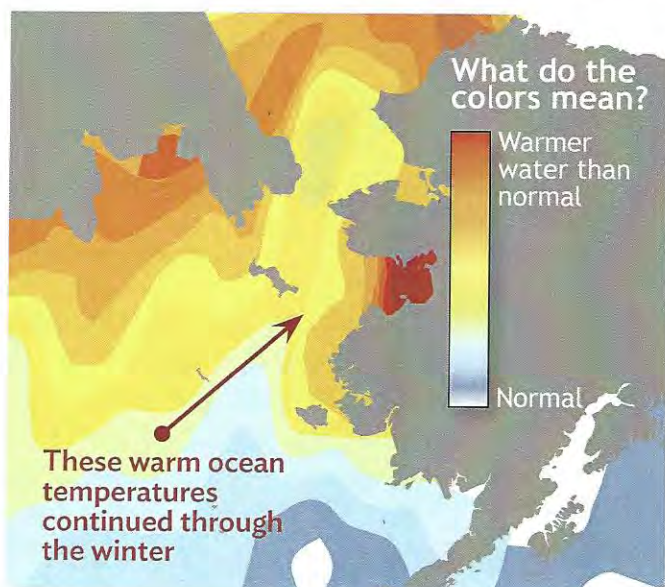 What do the
colors mean?
Warmer
water than
normal
Normal
These warm ocean
temperatures
continued through
the winter